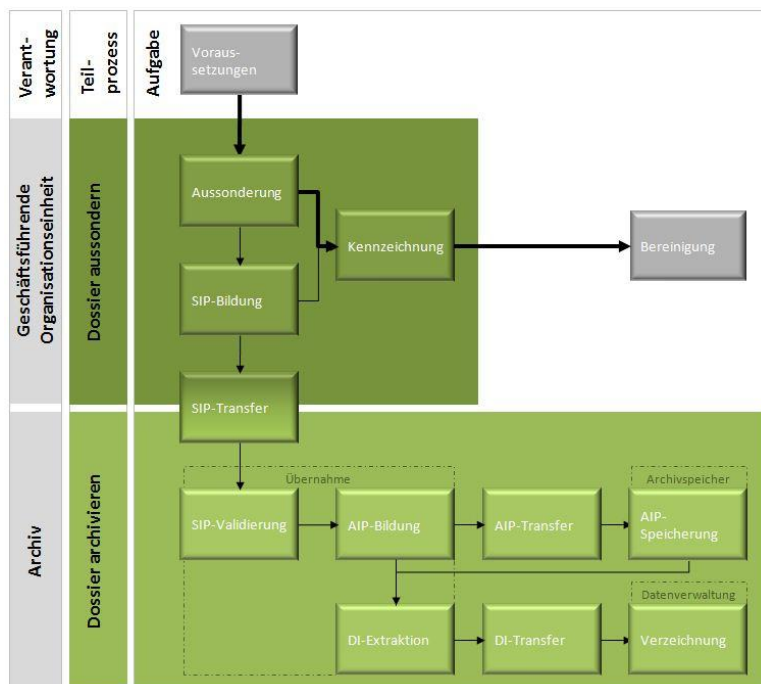 Verant-
wortung
Teil-
prozess
Aufgabe
Voraus-
setzungen
Geschäftsführende
Organisationseinheit
Dossier aussondern
Aussonderung
Kennzeichnung
Bereinigung
SIP-Bildung
SIP-Transfer
Archiv
Dossier archivieren
Übernahme
Archivspeicher
SIP-Validierung
AIP-Bildung
AIP-Transfer
AIP-
Speicherung
Datenverwaltung
DI-Extraktion
DI-Transfer
Verzeichnung